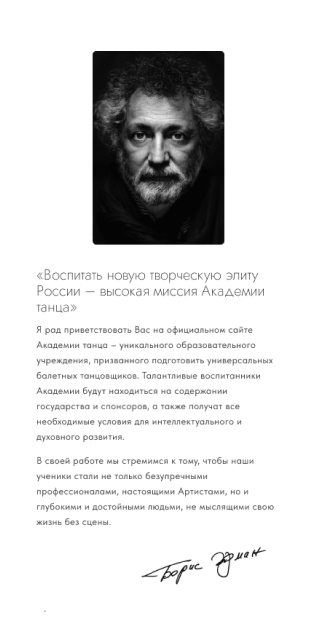 «Воспитать новую творческую элиту
России – высокая миссия Академии
танца»
Я рад приветствовать Вас на официальном сайте
Академии танца – уникального образовательного
учреждения, призванного подготовить универсальных
балетных танцовщиков. Талантливые воспитанники
Академии будут находиться на содержании
государства и спонсоров, а также получат все
необходимые условия для интеллектуального и
духовного развития.
В своей работе мы стремимся к тому, чтобы наши
ученики стали не только безупречными
профессионалами, настоящими Артистами, но и
глубокими и достойными людьми, не мыслящими свою
жизнь без сцены.
Борис Эйфман